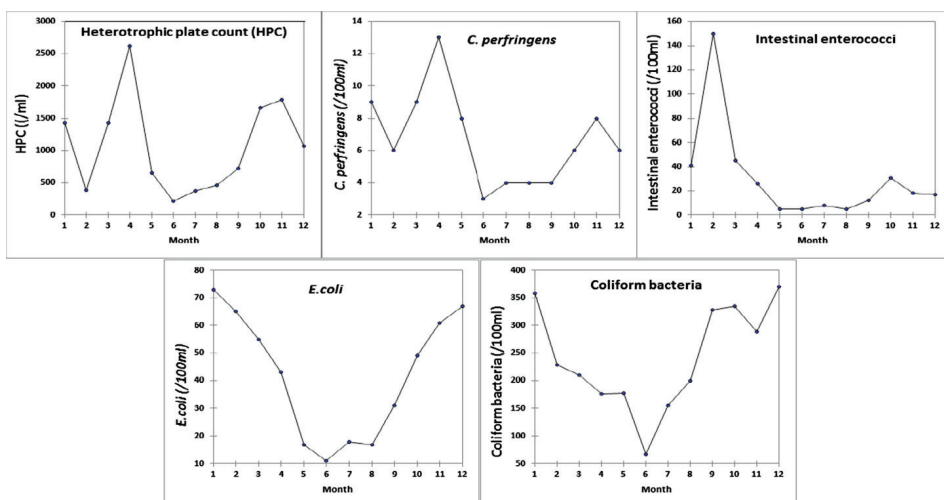 Heterotrophic plate count (HPC)
HPC ((/ml)
3000
2500
2000
1500
1000
500
0
1 2 3 4 5 6 7 8 9 10 11 12
Month
C. perfringens
C. perfringens (/100ml)
14
12
10
8
6
4
2
1 2 3 4 5 6 7 8 9 10 11 12
Month
Intestinal enterococci
Intestinal enterococci (/100ml)
160
140
120
100
80
60
40
20
0
1 2 3 4 5 6 7 8 9 10 11 12
Month
E.coli
E.coli (/100ml)
80
70
60
50
40
30
20
10
1 2 3 4 5 6 7 8 9 10 11 12
Month
Coliform bacteria
Coliform bacteria (/100ml)
400
350
300
250
200
150
100
50
1 2 3 4 5 6 7 8 9 10 11 12
Month